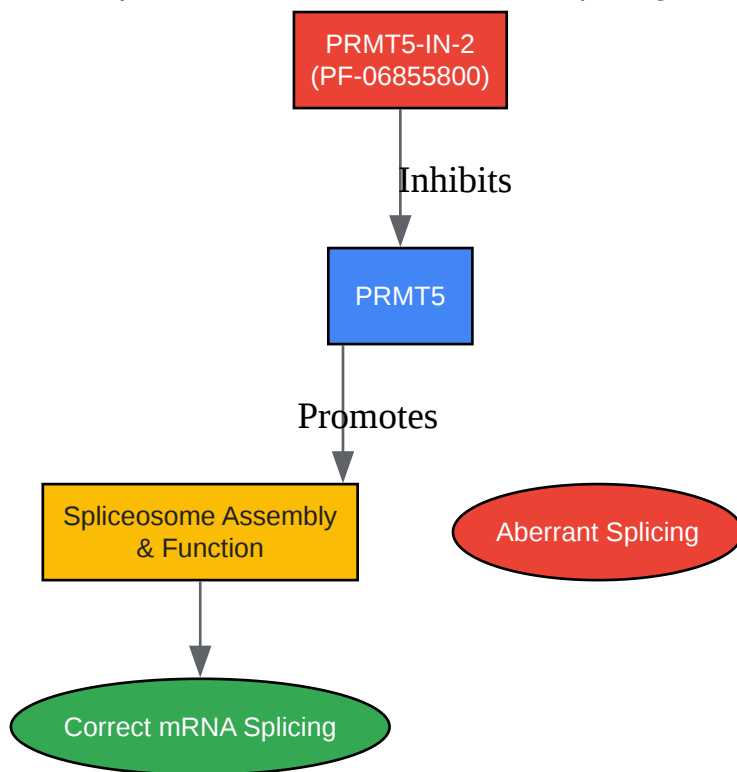 PRMT5-IN-2
(PF-06855800)
Inhibits
PRMT5
Promotes
Spliceosome Assembly
& Function
Aberrant Splicing
Correct mRNA Splicing